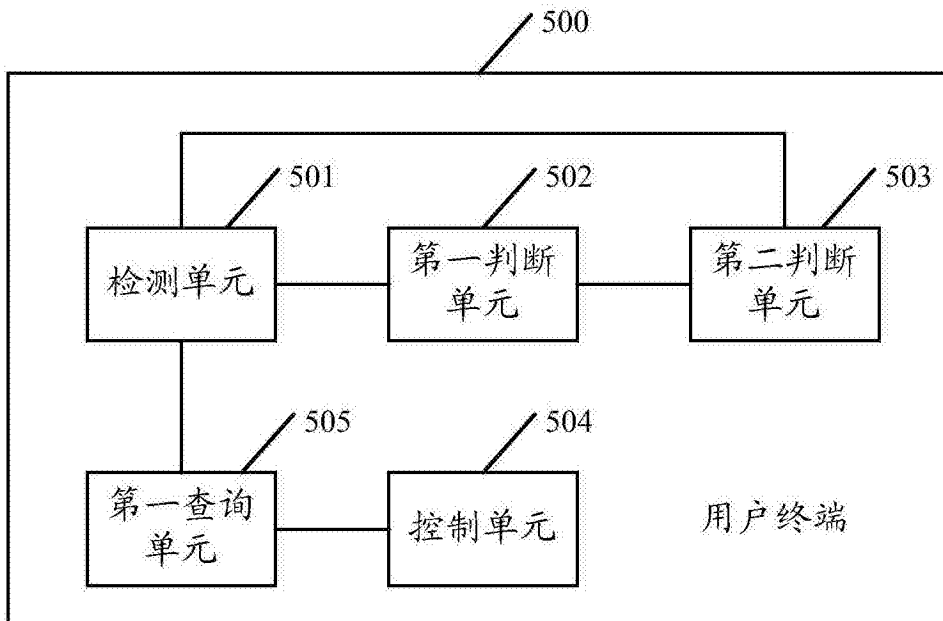 500
501
502
503
检测单元
第一判断
单元
第二判断
单元
505
504
第一查询
单元
控制单元
用户终端